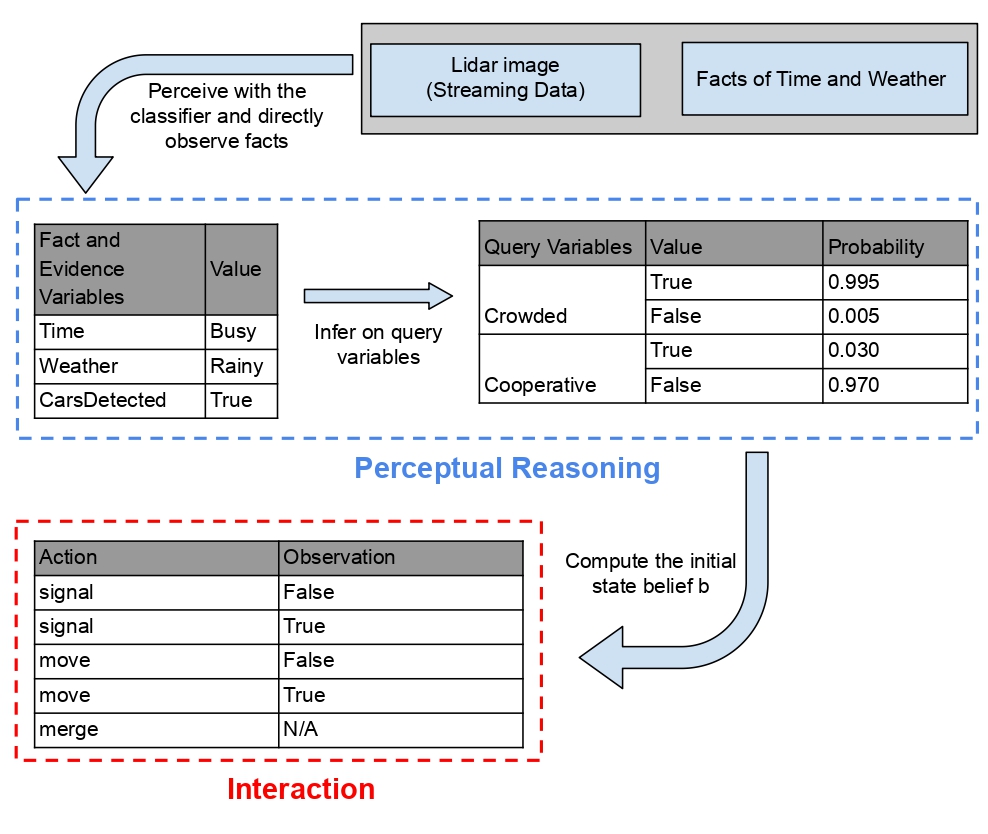 Lidar image
(Streaming Data)
Facts of Time and Weather
Perceive with the
classifier and directly
observe facts
Fact and
Evidence
Variables
Value
Time
Busy
Weather
Rainy
CarsDetected
True
Infer on query
variables
Query Variables
Value
Probability
Crowded
True
0.995
False
0.005
Cooperative
True
0.030
False
0.970
Perceptual Reasoning
Compute the initial
state belief b
Action
Observation
signal
False
signal
True
move
False
move
True
merge
N/A
Interaction